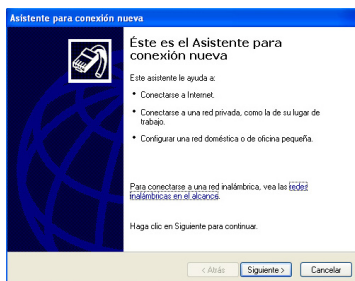 Asistente para conexión nueva
Éste es el Asistente para
conexión nueva
Este asistente le ayuda a:
• Conectarse a Internet.
• Conectarse a una red privada, como la de su lugar de
trabajo.
• Configurar una red doméstica o de oficina pequeña.
Para conectarse a una red inalámbrica, vea las redes
inalámbricas en el alcance.
Haga clic en Siguiente para continuar.
< Atrás
Siguiente >
Cancelar